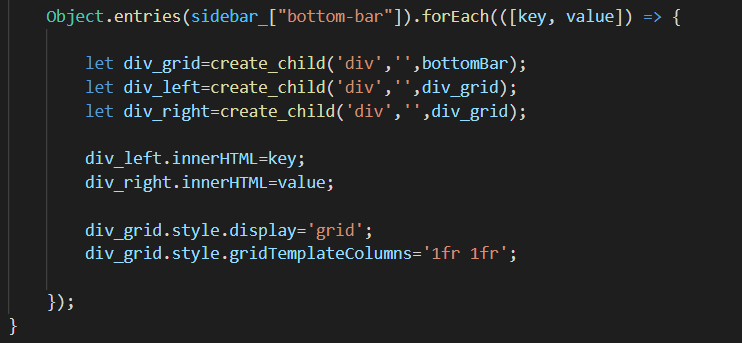 Object.entries(sidebar_["bottom-bar"]).forEach(([key, value]) => {
let div_grid=create_child('div','',bottomBar);
let div_left=create_child('div','',div_grid);
let div_right=create_child('div','',div_grid);
div_left.innerHTML=key;
div_right.innerHTML=value;
div_grid.style.display='grid';
div_grid.style.gridTemplateColumns='1fr 1fr';
});
}